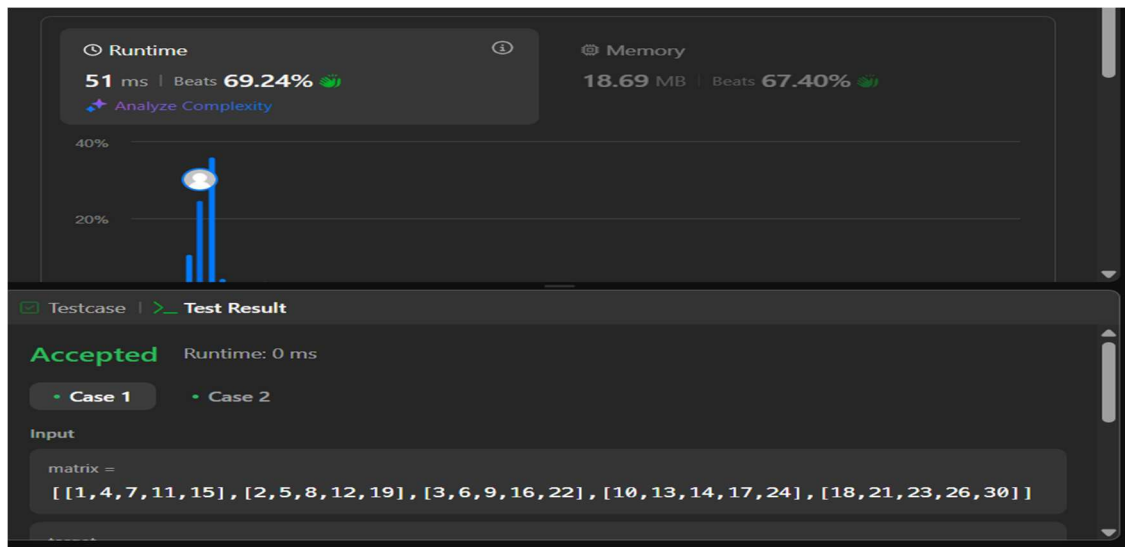 Runtime
51 ms | Beats 69.24%
Analyze Complexity
Memory
18.69 MB | Beats 67.40%
40%
20%
Testcase | >_ Test Result
Accepted Runtime: 0 ms
• Case 1 • Case 2
Input
matrix =
[[1,4,7,11,15],[2,5,8,12,19],[3,6,9,16,22],[10,13,14,17,24],[18,21,23,26,30]]